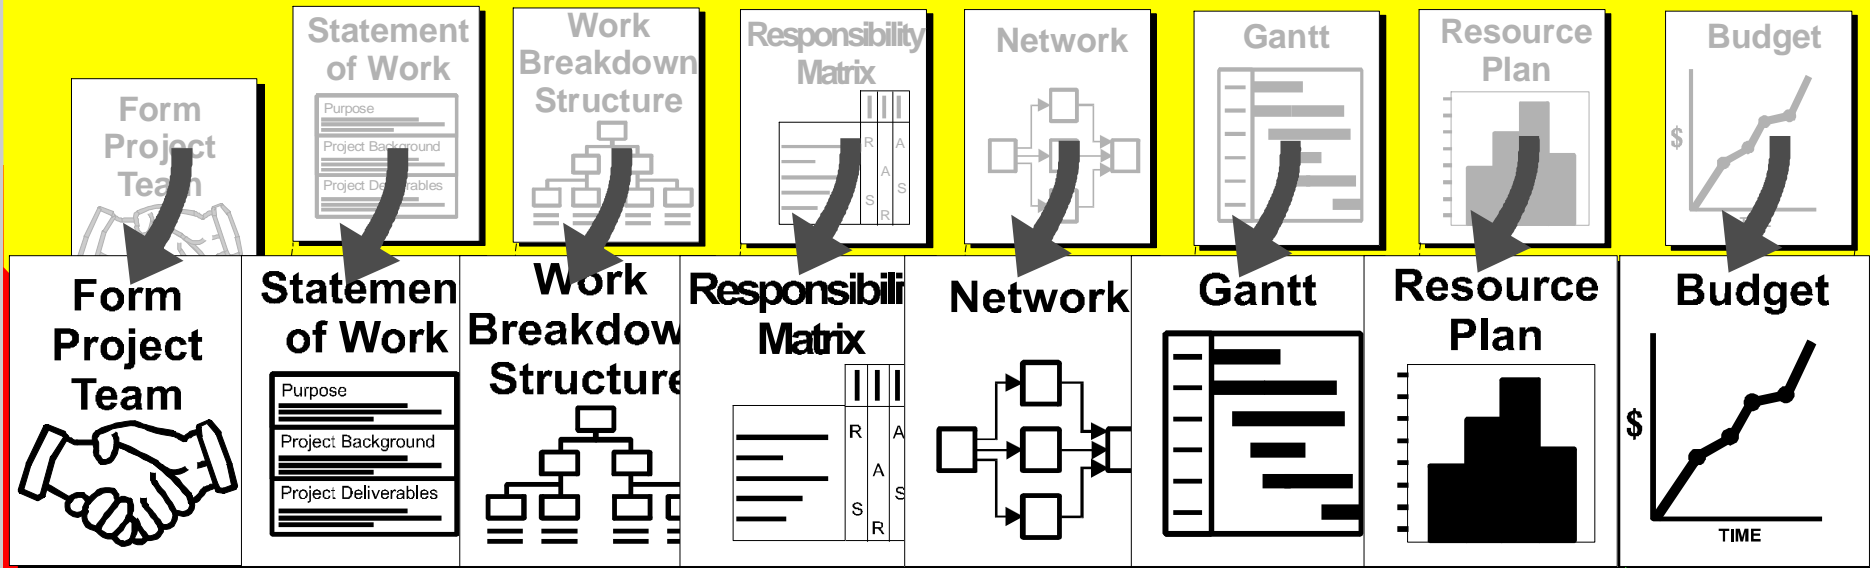 Form
Project
Team
Statement
of Work
Purpose
Project Background
Project Deliverables
Work
Breakdown
Structure
Responsibility
Matrix
R A
A
S
S
R
Network
Gantt
Resource
Plan
Budget
$
Form
Project
Team
Statemen
of Work
Purpose
Project Background
Project Deliverables
Work
Breakdow
Structure
Responsibili
Matrix
R A
A
S
S
R
Network
Gantt
Resource
Plan
Budget
$
TIME